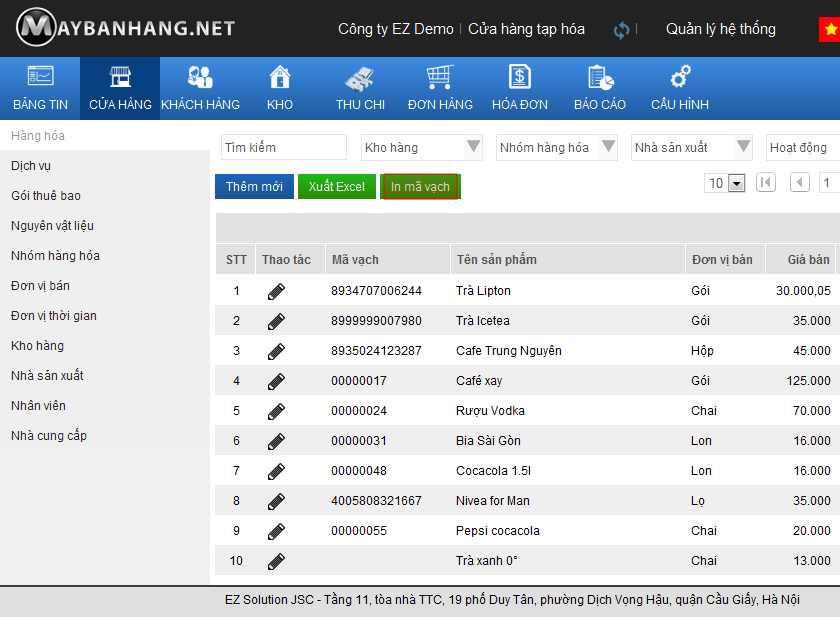 MAYBANHANG.NET Công ty EZ Demo Cửa hàng tạp hóa Quản lý hệ thống
BẢNG TIN CỬA HÀNG KHÁCH HÀNG KHO THU CHI ĐƠN HÀNG HÓA ĐƠN BÁO CÁO CẤU HÌNH
Hàng hóa
Dịch vụ
Gói thuê bao
Nguyên vật liệu
Nhóm hàng hóa
Đơn vị bán
Đơn vị thời gian
Kho hàng
Nhà sản xuất
Nhân viên
Nhà cung cấp
Tìm kiếm Kho hàng Nhóm hàng hóa Nhà sản xuất Hoạt động
Thêm mới Xuất Excel In mã vạch 10 1
STT Thao tác Mã vạch Tên sản phẩm Đơn vị bán Giá bán
1 8934707006244 Trà Lipton Gói 30.000,05
2 8999999007980 Trà Icetea Gói 35.000
3 8935024123287 Cafe Trung Nguyên Hộp 45.000
4 00000017 Café xay Gói 125.000
5 00000024 Rượu Vodka Chai 70.000
6 00000031 Bia Sài Gòn Lon 16.000
7 00000048 Cocacola 1.5l Lon 16.000
8 4005808321667 Nivea for Man Lọ 35.000
9 00000055 Pepsi cocacola Chai 20.000
10 Trà xanh 0° Chai 13.000
EZ Solution JSC - Tầng 11, tòa nhà TTC, 19 phố Duy Tân, phường Dịch Vọng Hậu, quận Cầu Giấy, Hà Nội